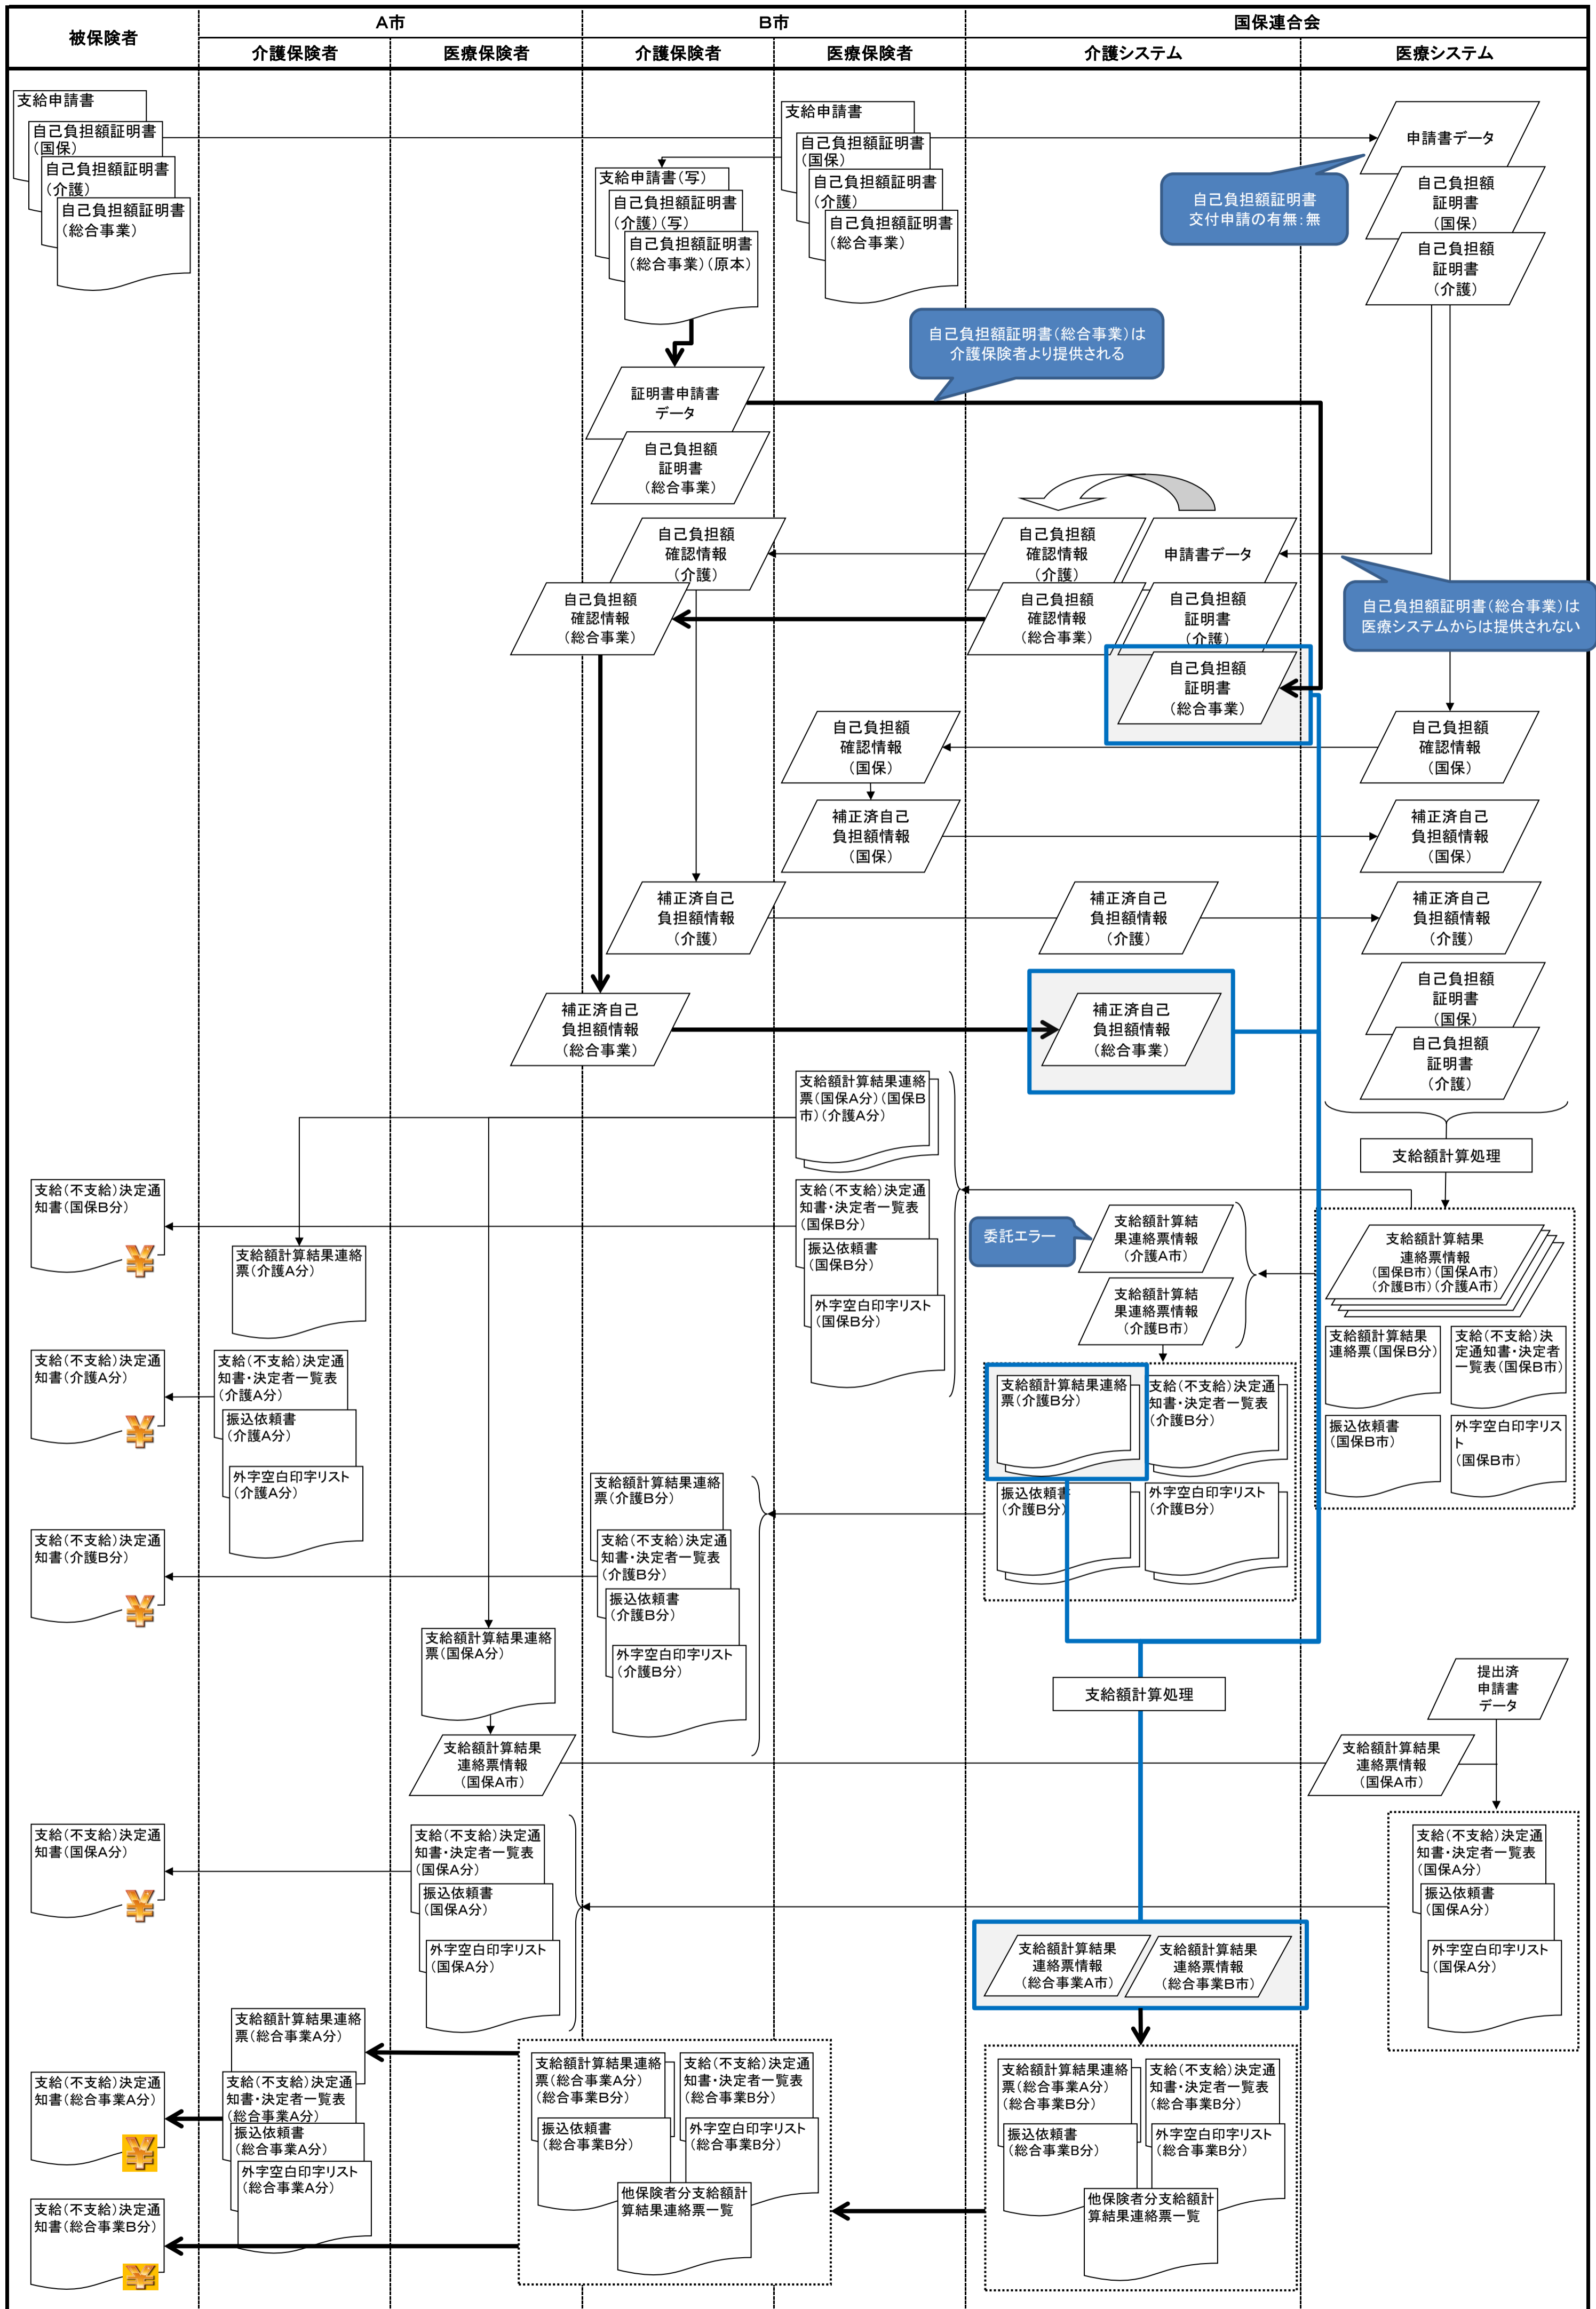 被保険者
A市
B市
国保連合会
介護保険者
医療保険者
介護保険者
医療保険者
介護システム
医療システム
支給申請書
自己負担額証明書
（国保）
自己負担額証明書
（介護）
自己負担額証明書
（総合事業）
支給申請書
自己負担額証明書
（国保）
自己負担額証明書
（介護）
自己負担額証明書
（総合事業）
支給申請書（写）
自己負担額証明書
（介護）（写）
自己負担額証明書
（総合事業）（原本）
申請書データ
自己負担額
証明書
（国保）
自己負担額
証明書
（介護）
自己負担額証明書
交付申請の有無：無
自己負担額証明書（総合事業）は
介護保険者より提供される
証明書申請書
データ
自己負担額
証明書
（総合事業）
自己負担額
確認情報
（介護）
自己負担額
確認情報
（総合事業）
自己負担額
確認情報
（介護）
申請書データ
自己負担額
確認情報
（総合事業）
自己負担額
証明書
（介護）
自己負担額
証明書
（総合事業）
自己負担額証明書（総合事業）は
医療システムからは提供されない
自己負担額
確認情報
（国保）
自己負担額
確認情報
（国保）
補正済自己
負担額情報
（国保）
補正済自己
負担額情報
（国保）
補正済自己
負担額情報
（介護）
補正済自己
負担額情報
（介護）
補正済自己
負担額情報
（介護）
自己負担額
証明書
（国保）
自己負担額
証明書
（介護）
補正済自己
負担額情報
（総合事業）
補正済自己
負担額情報
（総合事業）
支給額計算結果連絡
票（国保A分）（国保B
市）（介護A分）
支給額計算処理
支給（不支給）決定通
知書（国保B分）
支給額計算結果連絡
票（介護A分）
支給（不支給）決定通
知書・決定者一覧表
（国保B分）
振込依頼書
（国保B分）
外字空白印字リスト
（国保B分）
委託エラー
支給額計算結
果連絡票情報
（介護A市）
支給額計算結
果連絡票情報
（介護B市）
支給額計算結果
連絡票情報
（国保B市）（国保A市）
（介護B市）（介護A市）
支給額計算結果
連絡票（国保B分）
支給（不支給）決
定通知書・決定者
一覧表（国保B市）
振込依頼書
（国保B市）
外字空白印字リス
ト
（国保B市）
支給（不支給）決定通
知書（介護A分）
支給（不支給）決定通
知書・決定者一覧表
（介護A分）
振込依頼書
（介護A分）
外字空白印字リスト
（介護A分）
支給額計算結果連絡
票（介護B分）
支給（不支給）決定通
知書・決定者一覧表
（介護B分）
振込依頼書
（介護B分）
外字空白印字リスト
（介護B分）
支給（不支給）決定通
知書（介護B分）
支給額計算結果連絡
票（介護B分）
支給（不支給）決定通
知書・決定者一覧表
（介護B分）
振込依頼書
（介護B分）
外字空白印字リスト
（介護B分）
支給額計算結果連絡
票（国保A分）
支給額計算処理
提出済
申請書
データ
支給額計算結果
連絡票情報
（国保A市）
支給額計算結果
連絡票情報
（国保A市）
支給（不支給）決定通
知書（国保A分）
支給（不支給）決定通
知書・決定者一覧表
（国保A分）
振込依頼書
（国保A分）
外字空白印字リスト
（国保A分）
支給（不支給）決定通
知書・決定者一覧表
（国保A分）
振込依頼書
（国保A分）
外字空白印字リスト
（国保A分）
支給額計算結果
連絡票情報
（総合事業A市）
支給額計算結果
連絡票情報
（総合事業B市）
支給額計算結果連絡
票（総合事業A分）
支給（不支給）決定通
知書・決定者一覧表
（総合事業A分）
振込依頼書
（総合事業A分）
外字空白印字リスト
（総合事業A分）
支給（不支給）決定通
知書（総合事業A分）
支給（不支給）決定通
知書（総合事業B分）
支給額計算結果連絡
票（総合事業A分）
（総合事業B分）
支給（不支給）決定通
知書・決定者一覧表
（総合事業B分）
振込依頼書
（総合事業B分）
外字空白印字リスト
（総合事業B分）
他保険者分支給額計
算結果連絡票一覧
支給額計算結果連絡
票（総合事業A分）
（総合事業B分）
支給（不支給）決定通
知書・決定者一覧表
（総合事業B分）
振込依頼書
（総合事業B分）
外字空白印字リスト
（総合事業B分）
他保険者分支給額計
算結果連絡票一覧